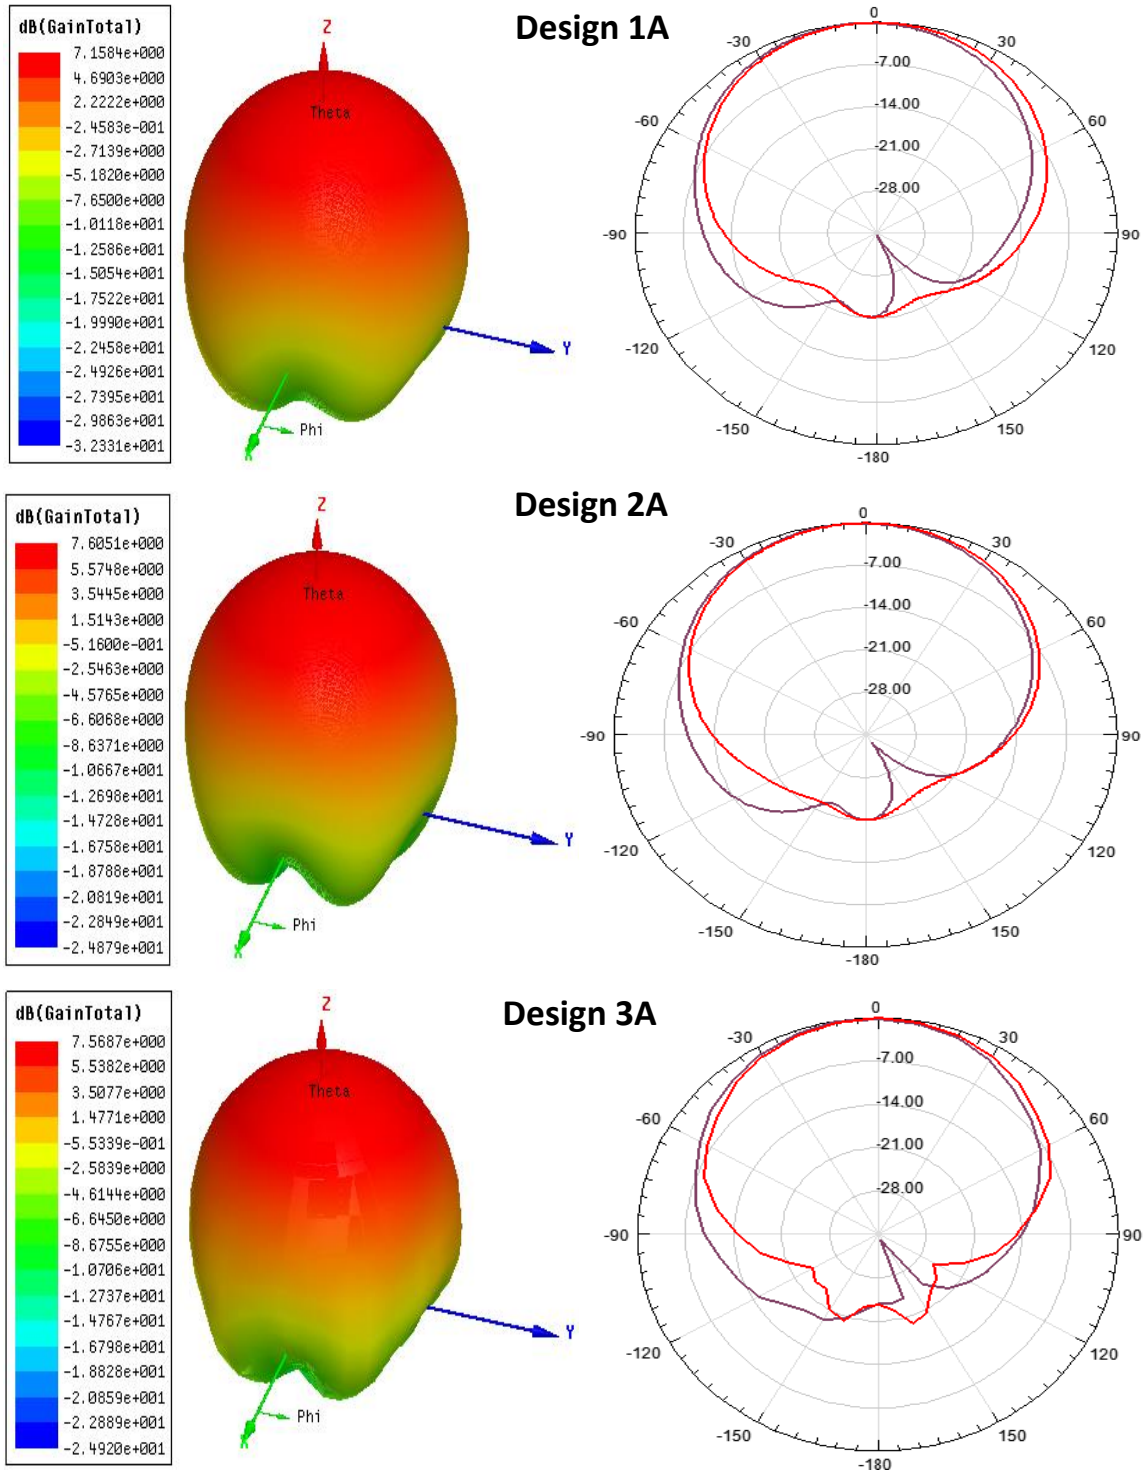 Design 1A
dB(GainTotal)
7.1584e+000
4.6903e+000
2.2222e+000
-2.4583e-001
-2.7139e+000
-5.1820e+000
-7.6500e+000
-1.0118e+001
-1.2586e+001
-1.5054e+001
-1.7522e+001
-1.9990e+001
-2.2458e+001
-2.4926e+001
-2.7395e+001
-2.9863e+001
-3.2331e+001
Z
Theta
Y
Phi
X
0
-30
30
-7.00
-14.00
-60
60
-21.00
-28.00
-90
90
-120
120
-150
150
-180
Design 2A
dB(GainTotal)
7.6051e+000
5.5748e+000
3.5445e+000
1.5143e+000
-5.1600e-001
-2.5463e+000
-4.5765e+000
-6.6068e+000
-8.6371e+000
-1.0667e+001
-1.2698e+001
-1.4728e+001
-1.6758e+001
-1.8788e+001
-2.0819e+001
-2.2849e+001
-2.4879e+001
Z
Theta
Y
Phi
X
0
-30
30
-7.00
-14.00
-60
60
-21.00
-28.00
-90
90
-120
120
-150
150
-180
Design 3A
dB(GainTotal)
7.5687e+000
5.5382e+000
3.5077e+000
1.4771e+000
-5.5339e-001
-2.5839e+000
-4.6144e+000
-6.6450e+000
-8.6755e+000
-1.0706e+001
-1.2737e+001
-1.4767e+001
-1.6798e+001
-1.8828e+001
-2.0859e+001
-2.2889e+001
-2.4920e+001
Z
Theta
Y
Phi
X
0
-30
30
-7.00
-14.00
-60
60
-21.00
-28.00
-90
90
-120
120
-150
150
-180